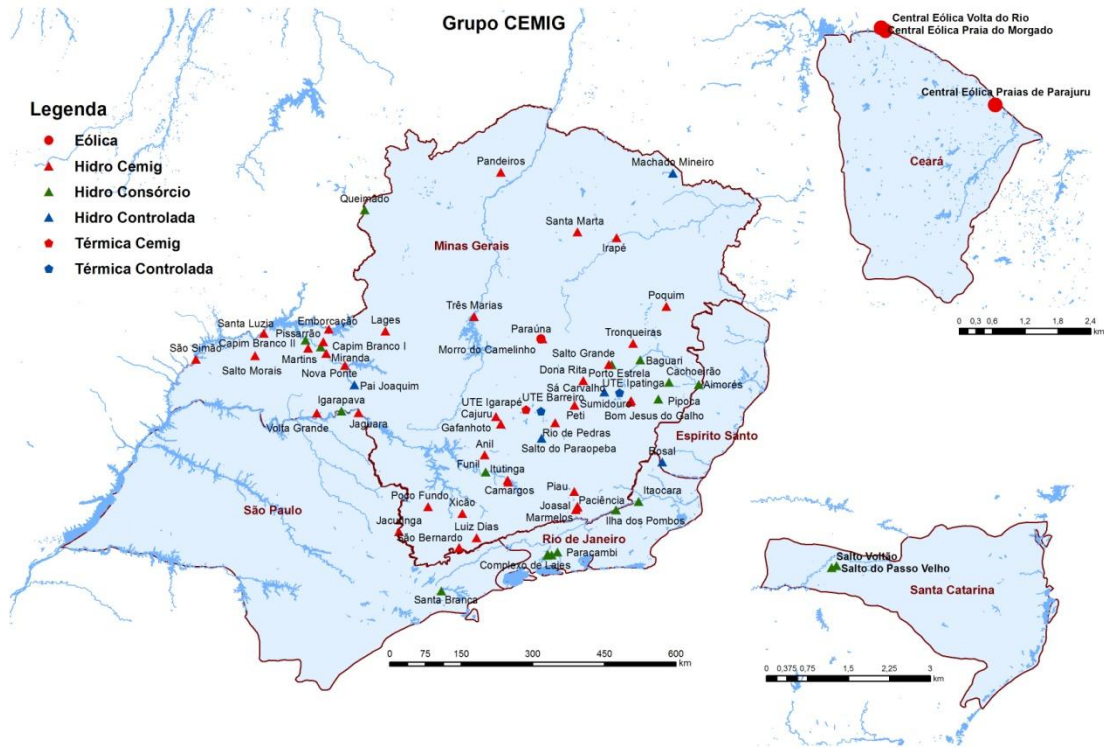 Grupo CEMIG
Legenda
Eólica
Hidro Cemig
Hidro Consórcio
Hidro Controlada
Térmica Cemig
Térmica Controlada
Central Eólica Volta do Rio
Central Eólica Praia do Morgado
Central Eólica Praias de Parajuru
Ceará
0 0,3 0,6 1,2 1,8 2,4
km
Pandeiros
Machado Mineiro
Queimado
Santa Marta
Minas Gerais
Irapé
Poquim
Três Marias
Santa Luzia
Emborcação
Lages
Pissarrão
Paraúna
Tronqueiras
Capim Branco II
Capim Branco I
Morro do Camelinho
Salto Grande
Baguari
São Simão
Martins
Miranda
Salto Morais
Nova Ponte
Dona Rita
Porto Estrela
Cachoeirão
Pai Joaquim
Sá Carvalho
UTE Ipatinga
Aimorés
Igarapava
UTE Igarapé
UTE Barreiro
Sumidouro
Pipoca
Volta Grande
Jaguara
Cajuru
Peti
Bom Jesus do Galho
Gafanhoto
Rio de Pedras
Espírito Santo
Anil
Salto do Paraopeba
Rosal
Funil
Itutinga
Camargos
Piau
Itaocara
Poço Fundo
Xicão
Paciência
São Paulo
Joasal
Jacutinga
Luiz Dias
Marmelos
Ilha dos Pombos
São Bernardo
Rio de Janeiro
Paracambi
Complexo de Lajes
Santa Branca
0 75 150 300 450 600
km
Salto Voltão
Salto do Passo Velho
Santa Catarina
0 0,375 0,75 1,5 2,25 3
km